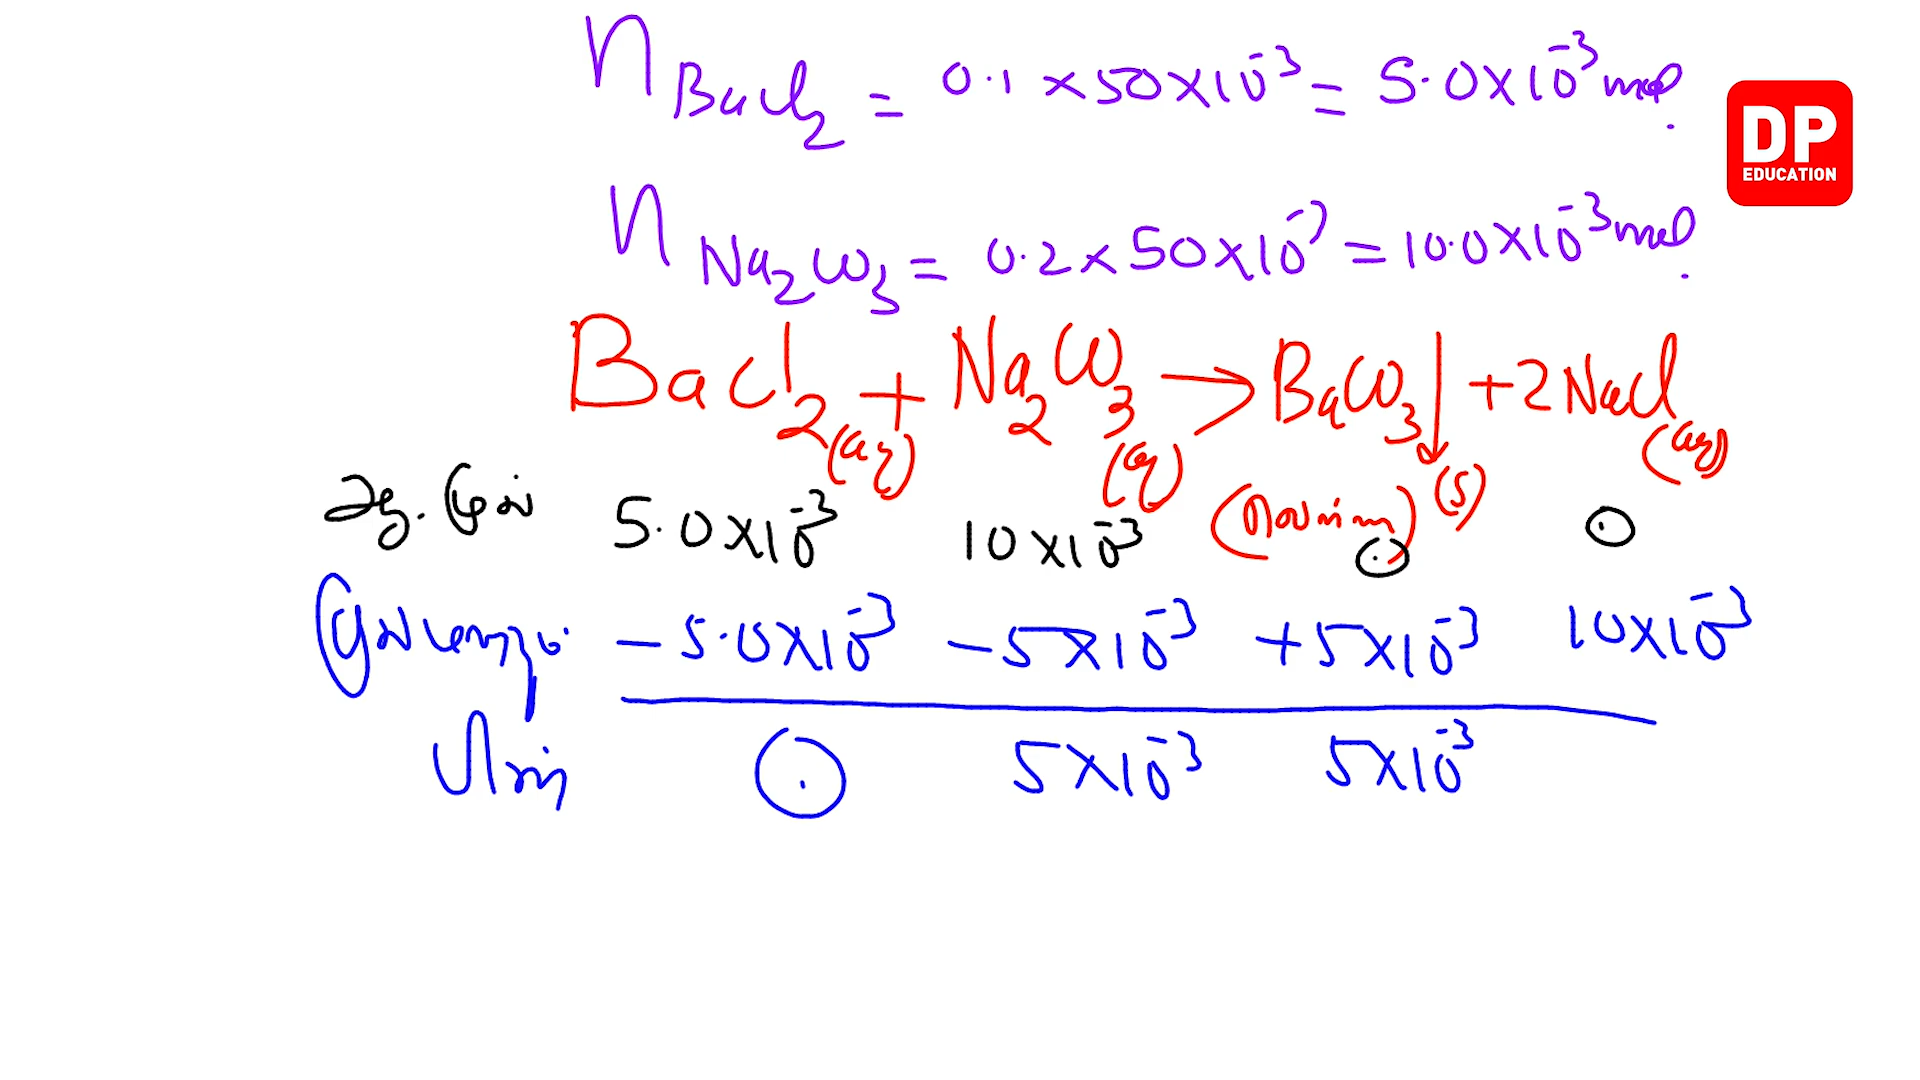 n BaCl₂ = 0.1 × 50 × 10⁻³ = 5.0 × 10⁻³ mol.
DP
EDUCATION
n Na₂CO₃ = 0.2 × 50 × 10⁻³ = 10.0 × 10⁻³ mol.
BaCl₂(aq) + Na₂CO₃(aq) → BaCO₃↓(s) + 2NaCl(aq)
5.0 × 10⁻³ 10 × 10⁻³ 0 0
- 5.0 × 10⁻³ - 5 × 10⁻³ + 5 × 10⁻³ 10 × 10⁻³
0 5 × 10⁻³ 5 × 10⁻³